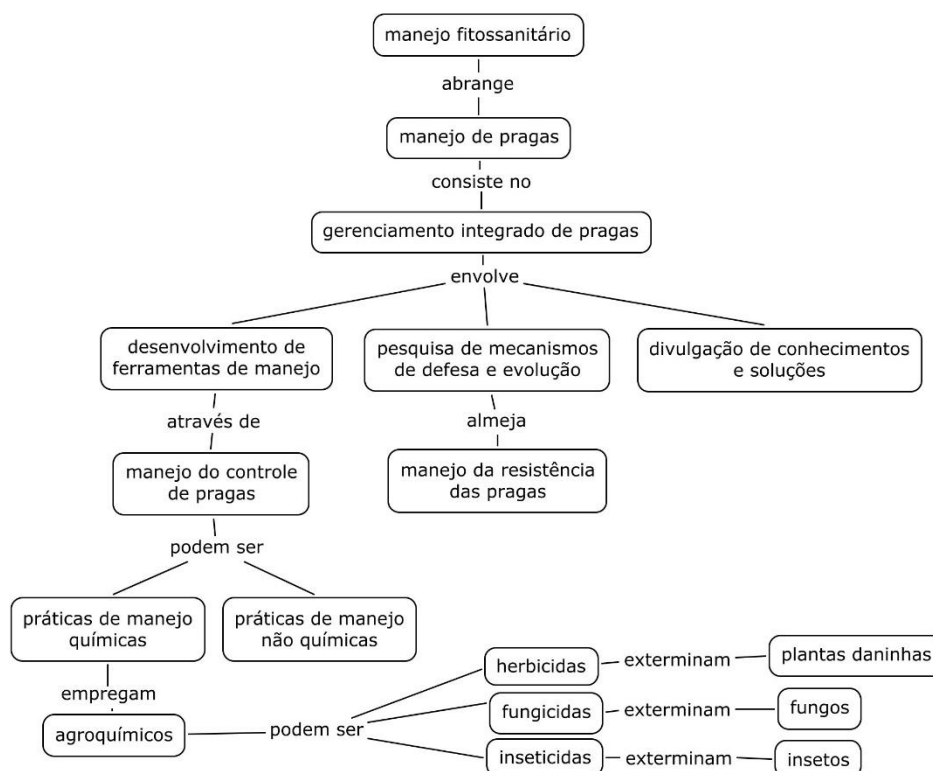 manejo fitossanitário
abrange
manejo de pragas
consiste no
gerenciamento integrado de pragas
envolve
desenvolvimento de
ferramentas de manejo
pesquisa de mecanismos
de defesa e evolução
divulgação de conhecimentos
e soluções
através de
almeja
manejo do controle
de pragas
manejo da resistência
das pragas
podem ser
práticas de manejo
químicas
práticas de manejo
não químicas
empregam
agroquímicos
podem ser
herbicidas
exterminam
plantas daninhas
fungicidas
exterminam
fungos
inseticidas
exterminam
insetos